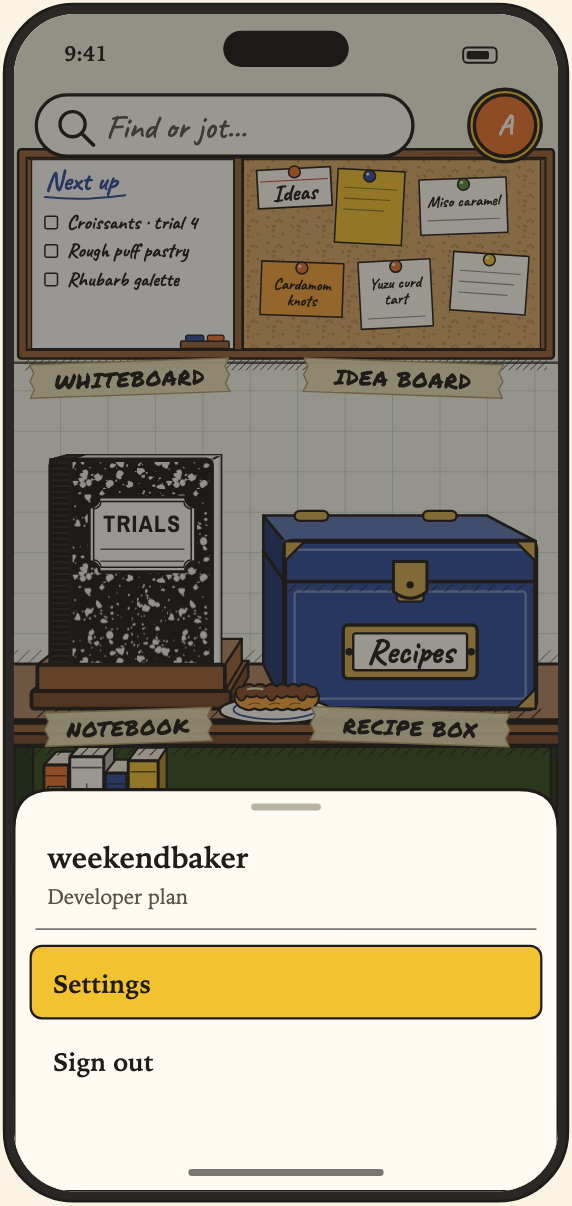 9:41
Find or jot...
A
Next up
Croissants · trial 4
Rough puff pastry
Rhubarb galette
Ideas
Miso caramel
Cardamom
knots
Yuzu curd
tart
WHITEBOARD
IDEA BOARD
TRIALS
Recipes
NOTEBOOK
RECIPE BOX
weekendbaker
Developer plan
Settings
Sign out